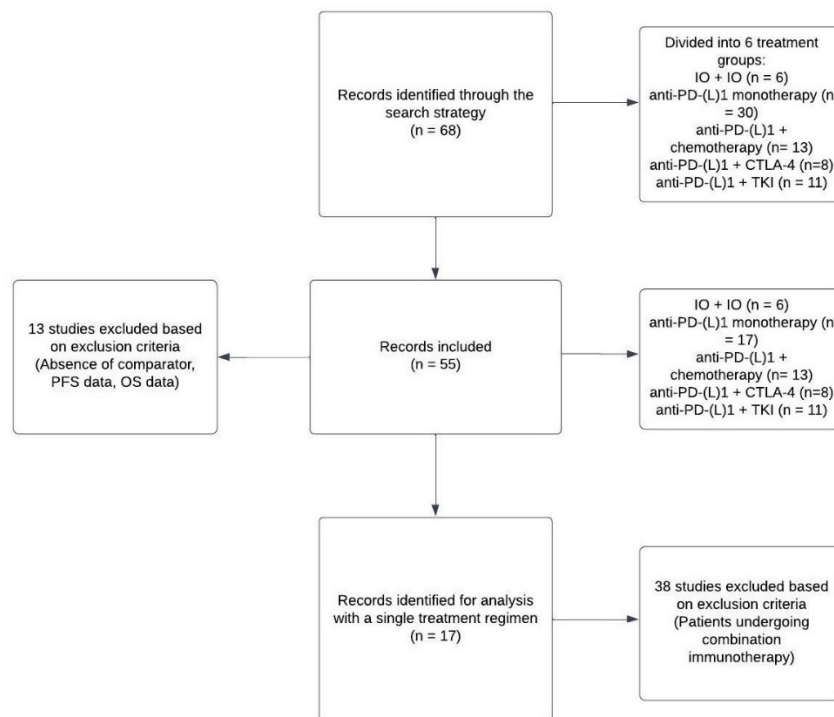 Records identified through the
search strategy
(n = 68)
Divided into 6 treatment
groups:
IO + IO (n = 6)
anti-PD-(L)1 monotherapy (n
= 30)
anti-PD-(L)1 +
chemotherapy (n= 13)
anti-PD-(L)1 + CTLA-4 (n=8)
anti-PD-(L)1 + TKI (n = 11)
13 studies excluded based
on exclusion criteria
(Absence of comparator,
PFS data, OS data)
Records included
(n = 55)
IO + IO (n = 6)
anti-PD-(L)1 monotherapy (n
= 17)
anti-PD-(L)1 +
chemotherapy (n= 13)
anti-PD-(L)1 + CTLA-4 (n=8)
anti-PD-(L)1 + TKI (n = 11)
Records identified for analysis
with a single treatment regimen
(n = 17)
38 studies excluded based
on exclusion criteria
(Patients undergoing
combination
immunotherapy)